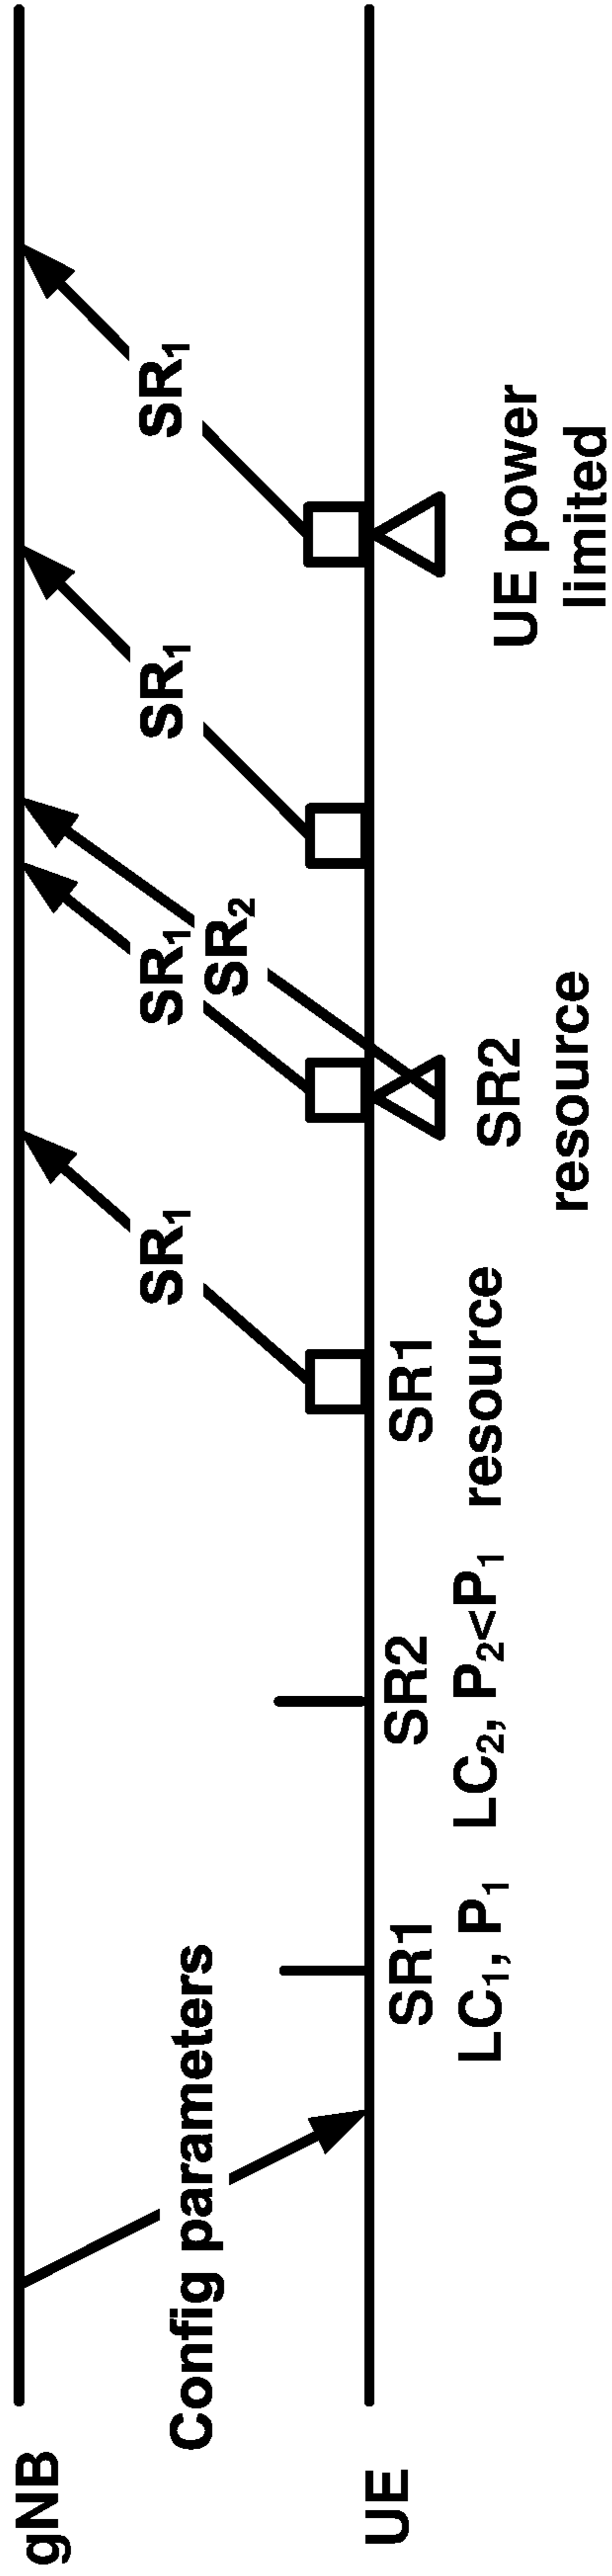 gNB
Config parameters
SR₁
SR₁
SR₂
SR₁
SR₁
UE
SR1
LC₁, P₁
SR2
LC₂, P₂<P₁
SR1
resource
SR2
resource
UE power
limited